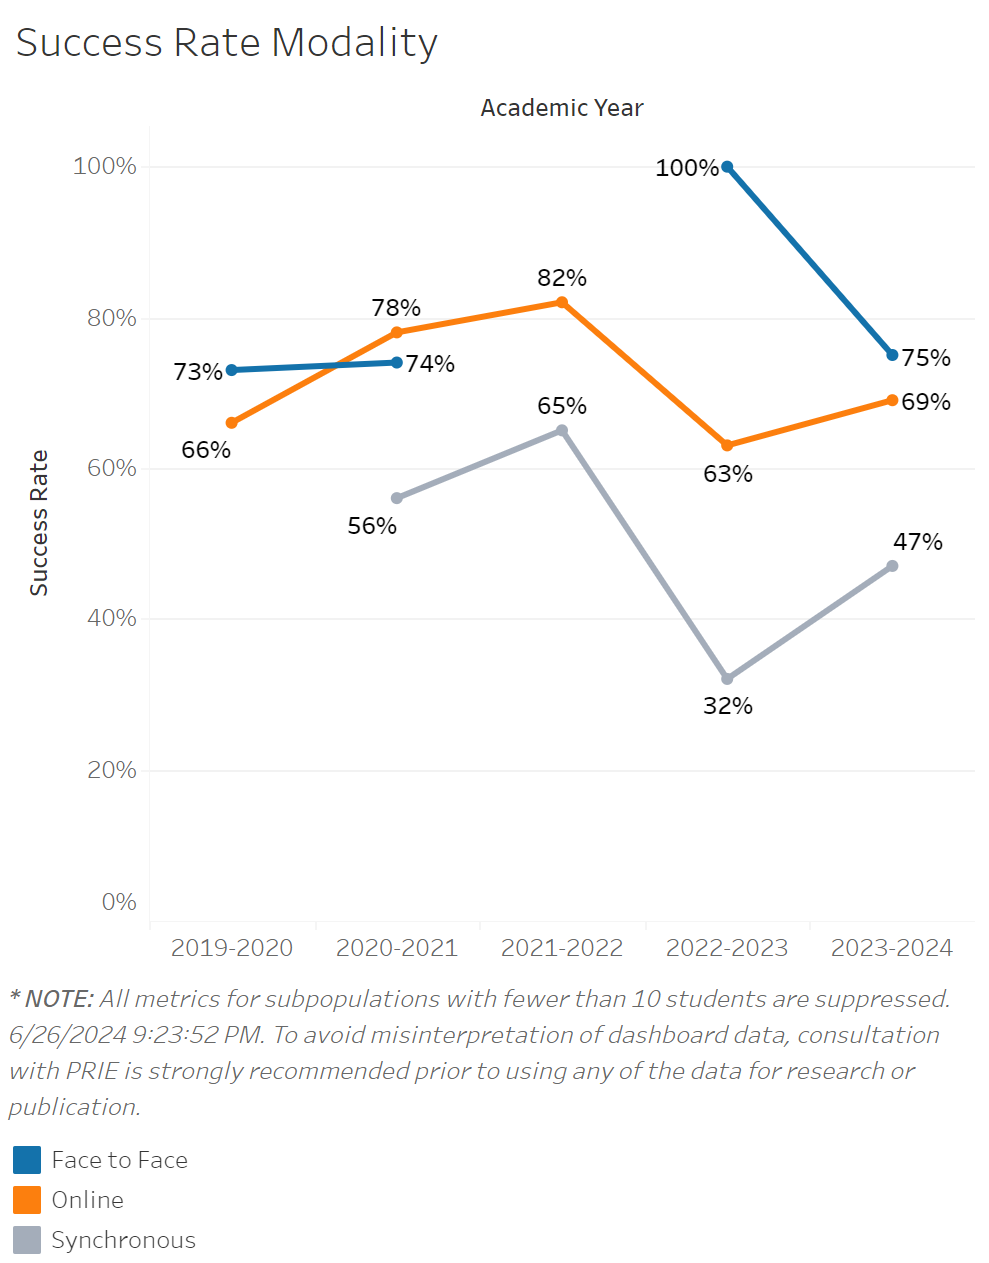 Success Rate Modality
Academic Year
100%
100%
82%
78%
80%
73%
74%
75%
69%
66%
65%
63%
60%
Success Rate
56%
47%
40%
32%
20%
0%
2019-2020 2020-2021 2021-2022 2022-2023 2023-2024
* NOTE: All metrics for subpopulations with fewer than 10 students are suppressed.
6/26/2024 9:23:52 PM. To avoid misinterpretation of dashboard data, consultation
with PRIE is strongly recommended prior to using any of the data for research or
publication.
Face to Face
Online
Synchronous